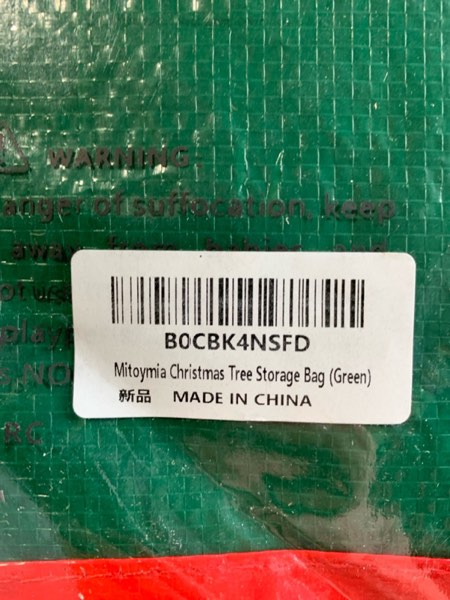 WARNING:
anger of suffocation, keep
away from babies and
B0CBK4NSFD
Mitoymia Christmas Tree Storage Bag (Green)
新品 MADE IN CHINA